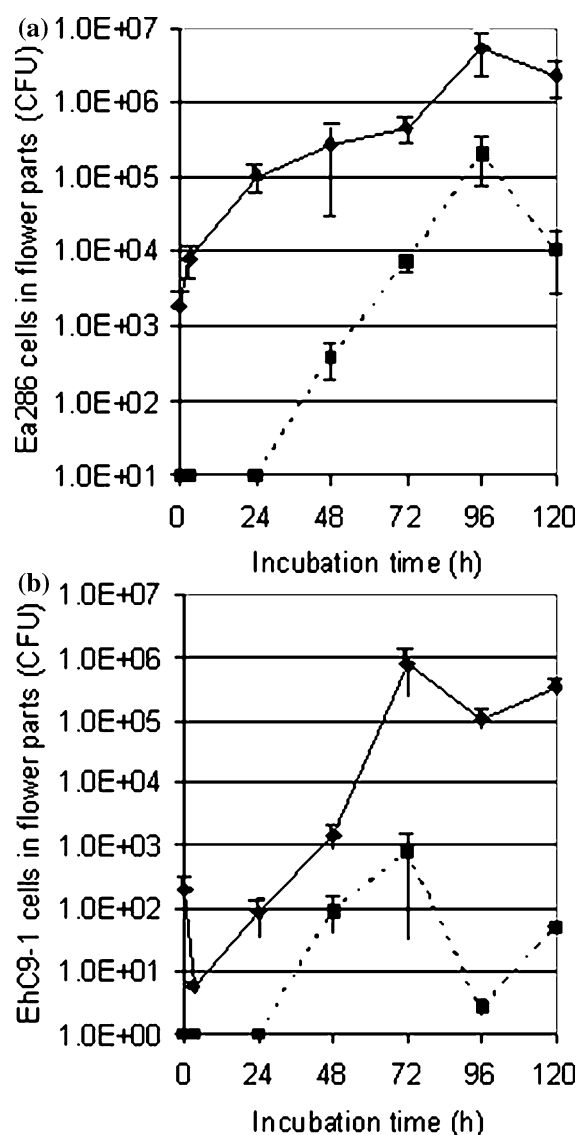 (a)
Ea286 cells in flower parts (CFU)
1.0E+07
1.0E+06
1.0E+05
1.0E+04
1.0E+03
1.0E+02
1.0E+01
0 24 48 72 96 120
Incubation time (h)
(b)
EhC9-1 cells in flower parts (CFU)
1.0E+07
1.0E+06
1.0E+05
1.0E+04
1.0E+03
1.0E+02
1.0E+01
1.0E+00
0 24 48 72 96 120
Incubation time (h)